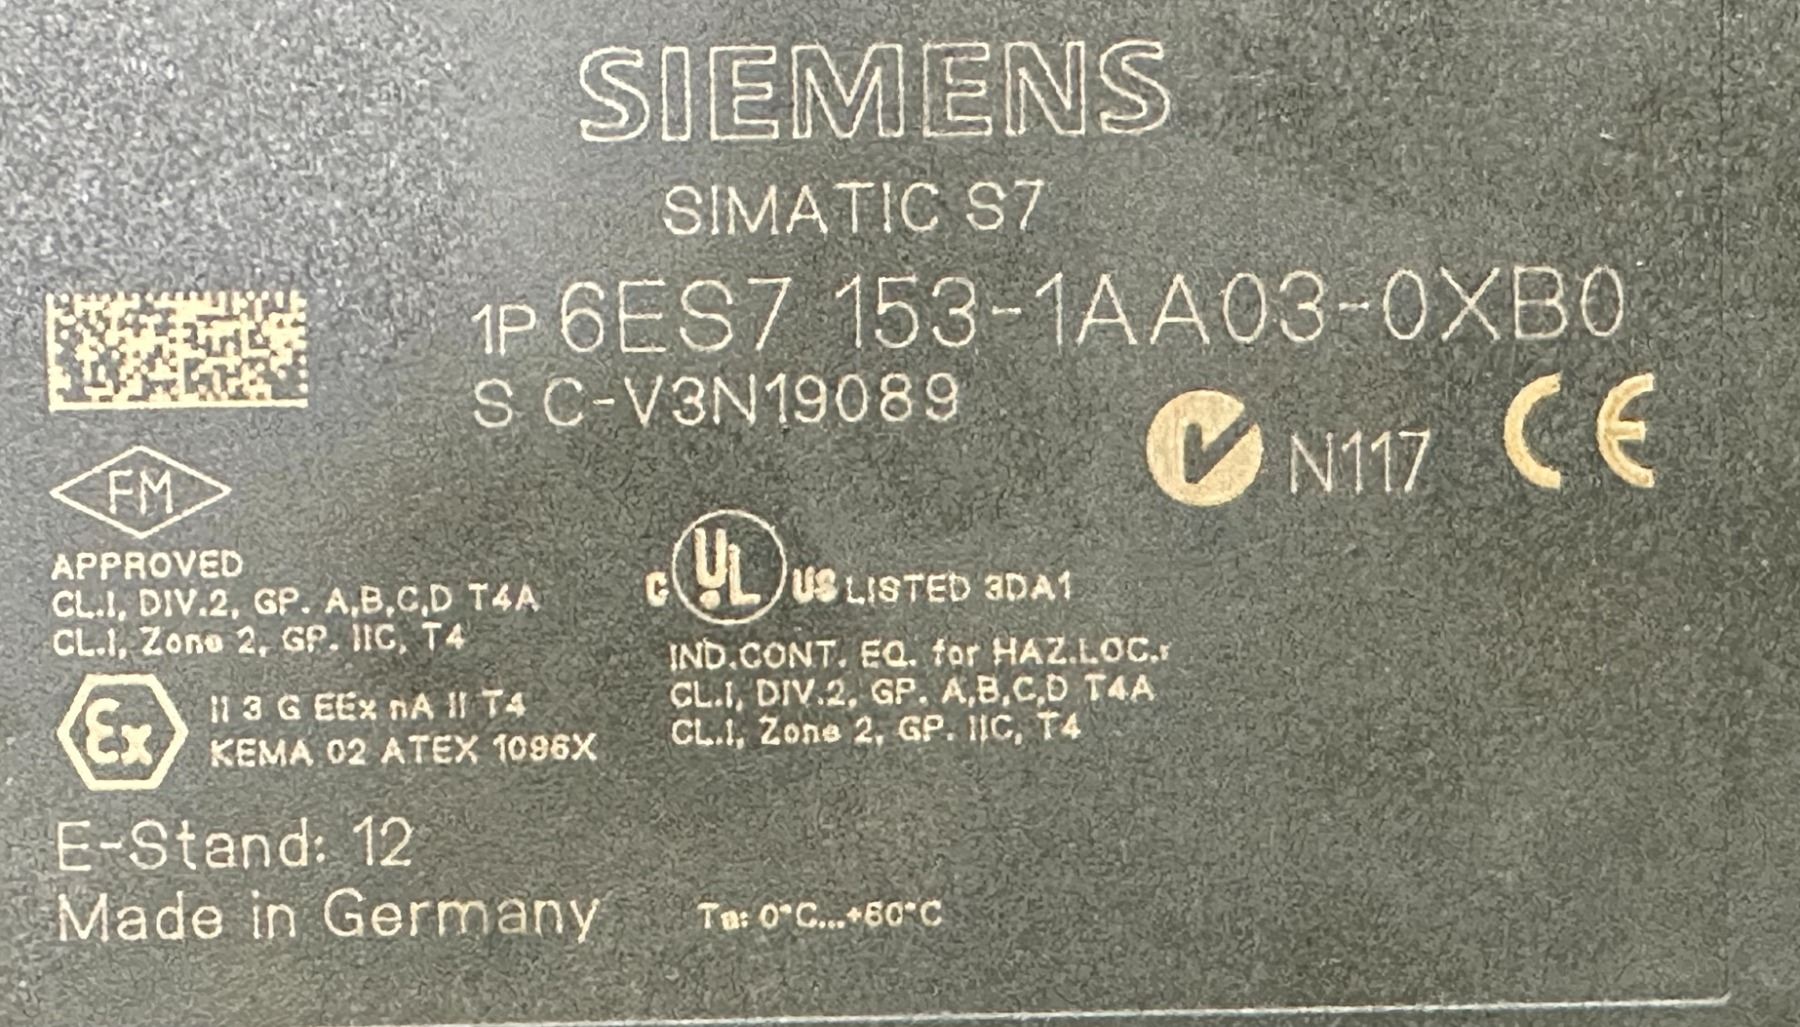 SIEMENS
SIMATIC S7
1P 6ES7 153-1AA03-0XB0
S C-V3N19089
N117 CE
FM
APPROVED
CL.I, DIV.2, GP. A,B,C,D T4A
CL.I, Zone 2, GP. IIC, T4
C UL US LISTED 3DA1
IND.CONT. EQ. for HAZ.LOC.:
CL.I, DIV.2, GP. A,B,C,D T4A
CL.I, Zone 2, GP. IIC, T4
Ex II 3 G EEx nA II T4
KEMA 02 ATEX 1096X
E-Stand: 12
Made in Germany
Ta: 0°C...+60°C